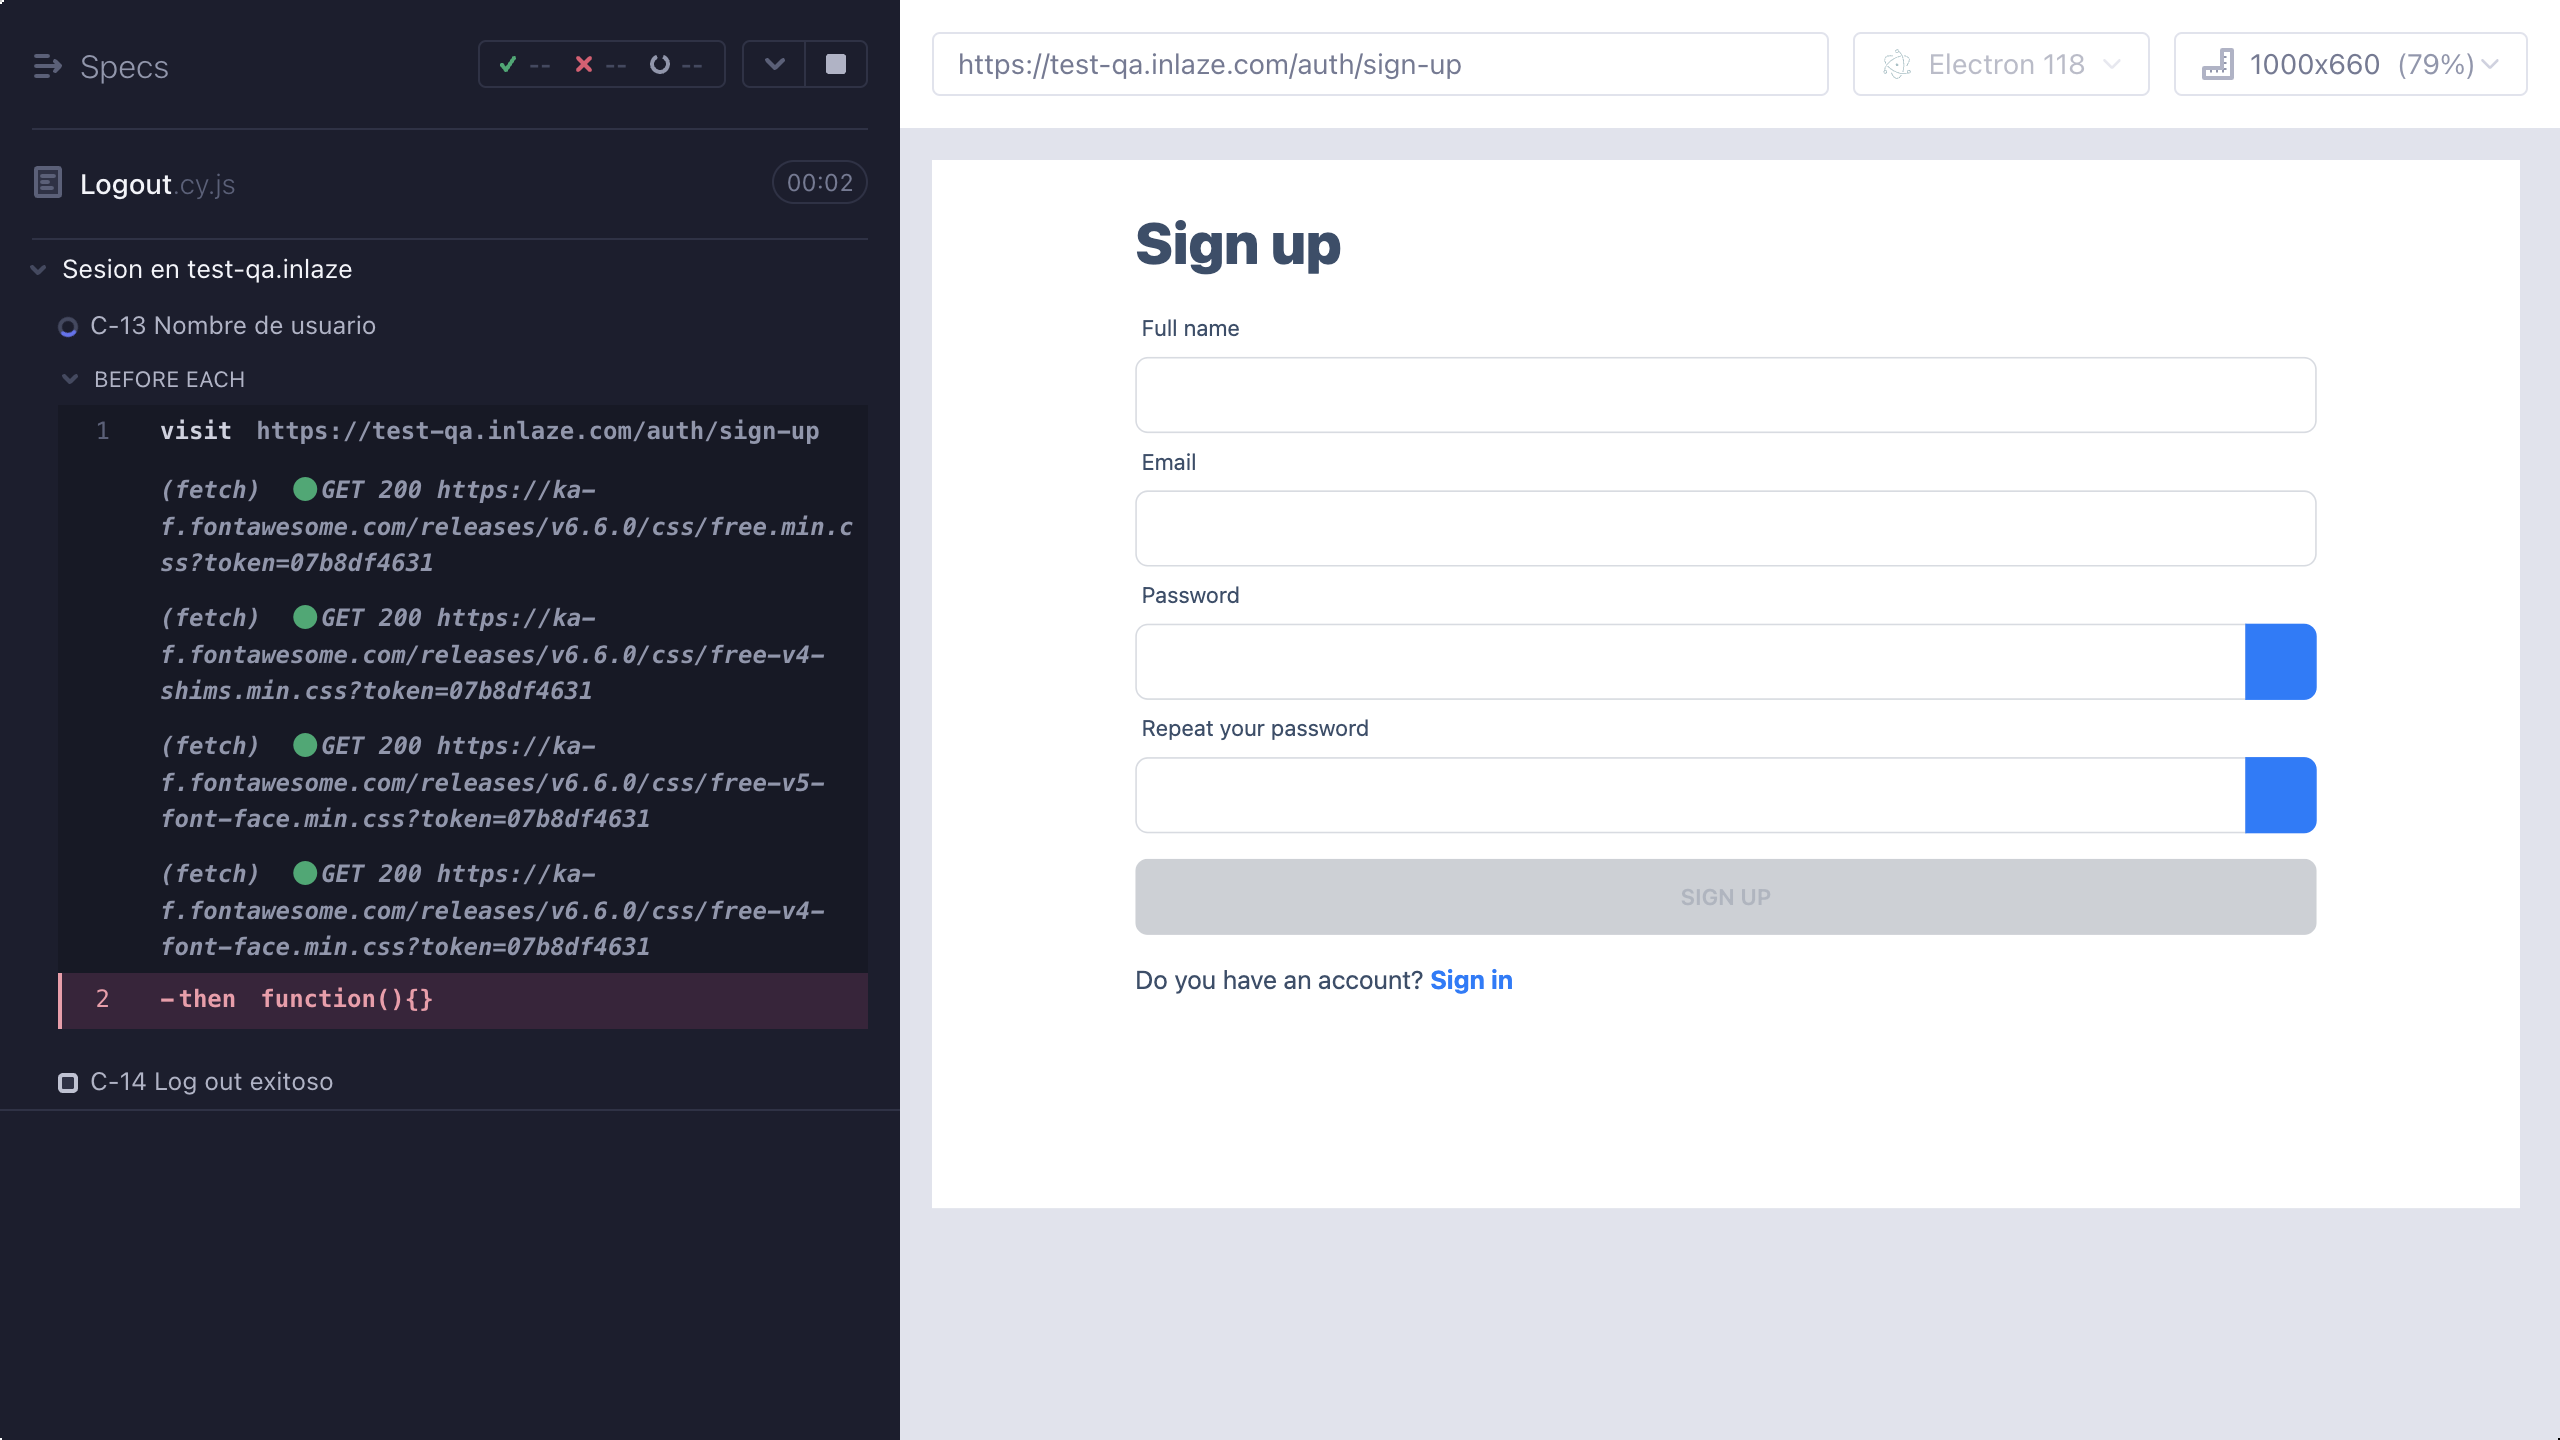 Specs
-- -- --
Logout.cy.js
00:02
Sesion en test-qa.inlaze
C-13 Nombre de usuario
BEFORE EACH
1 visit https://test-qa.inlaze.com/auth/sign-up
(fetch) GET 200 https://ka-
f.fontawesome.com/releases/v6.6.0/css/free.min.c
ss?token=07b8df4631
(fetch) GET 200 https://ka-
f.fontawesome.com/releases/v6.6.0/css/free-v4-
shims.min.css?token=07b8df4631
(fetch) GET 200 https://ka-
f.fontawesome.com/releases/v6.6.0/css/free-v5-
font-face.min.css?token=07b8df4631
(fetch) GET 200 https://ka-
f.fontawesome.com/releases/v6.6.0/css/free-v4-
font-face.min.css?token=07b8df4631
2 -then function(){}
C-14 Log out exitoso
https://test-qa.inlaze.com/auth/sign-up
Electron 118
1000x660 (79%)
Sign up
Full name
Email
Password
Repeat your password
SIGN UP
Do you have an account? Sign in